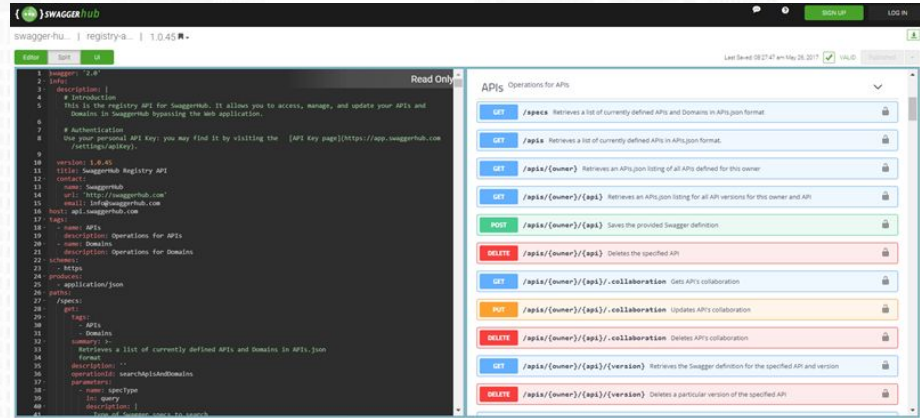 {...} SWAGGERhub
SIGN UP
LOG IN
swagger-hu... | registry-a... | 1.0.45
Editor
Split
UI
Last Saved: 08:27:47 am May 26, 2017
VALID
Read Only
1 swagger: '2.0'
2 info:
3 description: |
4 # Introduction
5 This is the registry API for SwaggerHub. It allows you to access, manage, and update your APIs and
Domains in SwaggerHub bypassing the Web application.
6
7 # Authentication
8 Use your personal API Key: you may find it by visiting the [API Key page](https://app.swaggerhub.com
/settings/apiKey).
9
10 version: 1.0.45
11 title: SwaggerHub Registry API
12 contact:
13 name: SwaggerHub
14 url: 'http://swaggerhub.com'
15 email: info@swaggerhub.com
16 host: api.swaggerhub.com
17 tags:
18 - name: APIs
19 description: Operations for APIs
20 - name: Domains
21 description: Operations for Domains
22 schemes:
23 - https
24 produces:
25 - application/json
26 paths:
27 /specs:
28 get:
29 tags:
30 - APIs
31 - Domains
32 summary: >-
33 Retrieves a list of currently defined APIs and Domains in APIs.json
34 format
35 description: ''
36 operationId: searchApisAndDomains
37 parameters:
38 - name: specType
39 in: query
40 description: |
41 Type of Swagger specs to search
APIs Operations for APIs
GET /specs Retrieves a list of currently defined APIs and Domains in APIs.json format
GET /apis Retrieves a list of currently defined APIs in APIs.json format.
GET /apis/{owner} Retrieves an APIs.json listing of all APIs defined for this owner
GET /apis/{owner}/{api} Retrieves an APIs.json listing for all API versions for this owner and API
POST /apis/{owner}/{api} Saves the provided Swagger definition
DELETE /apis/{owner}/{api} Deletes the specified API
GET /apis/{owner}/{api}/.collaboration Gets API's collaboration
PUT /apis/{owner}/{api}/.collaboration Updates API's collaboration
DELETE /apis/{owner}/{api}/.collaboration Deletes API's collaboration
GET /apis/{owner}/{api}/{version} Retrieves the Swagger definition for the specified API and version
DELETE /apis/{owner}/{api}/{version} Deletes a particular version of the specified API